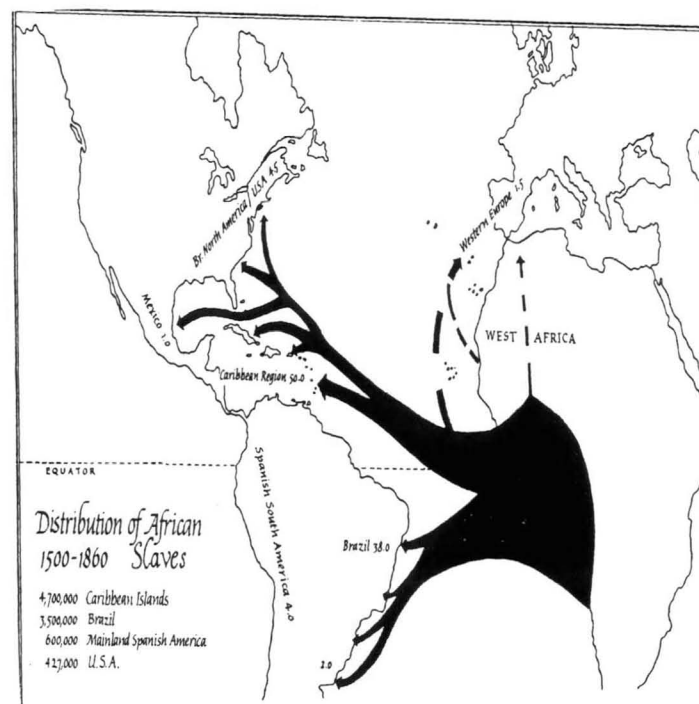 Br. North America/USA 4.5
Western Europe 1.5
Mexico 1.0
WEST AFRICA
Caribbean Region 50.0
EQUATOR
Spanish South America 4.0
Distribution of African
1500-1860 Slaves
Brazil 38.0
4,700,000 Caribbean Islands
3,500,000 Brazil
600,000 Mainland Spanish America
427,000 U.S.A.
2.0